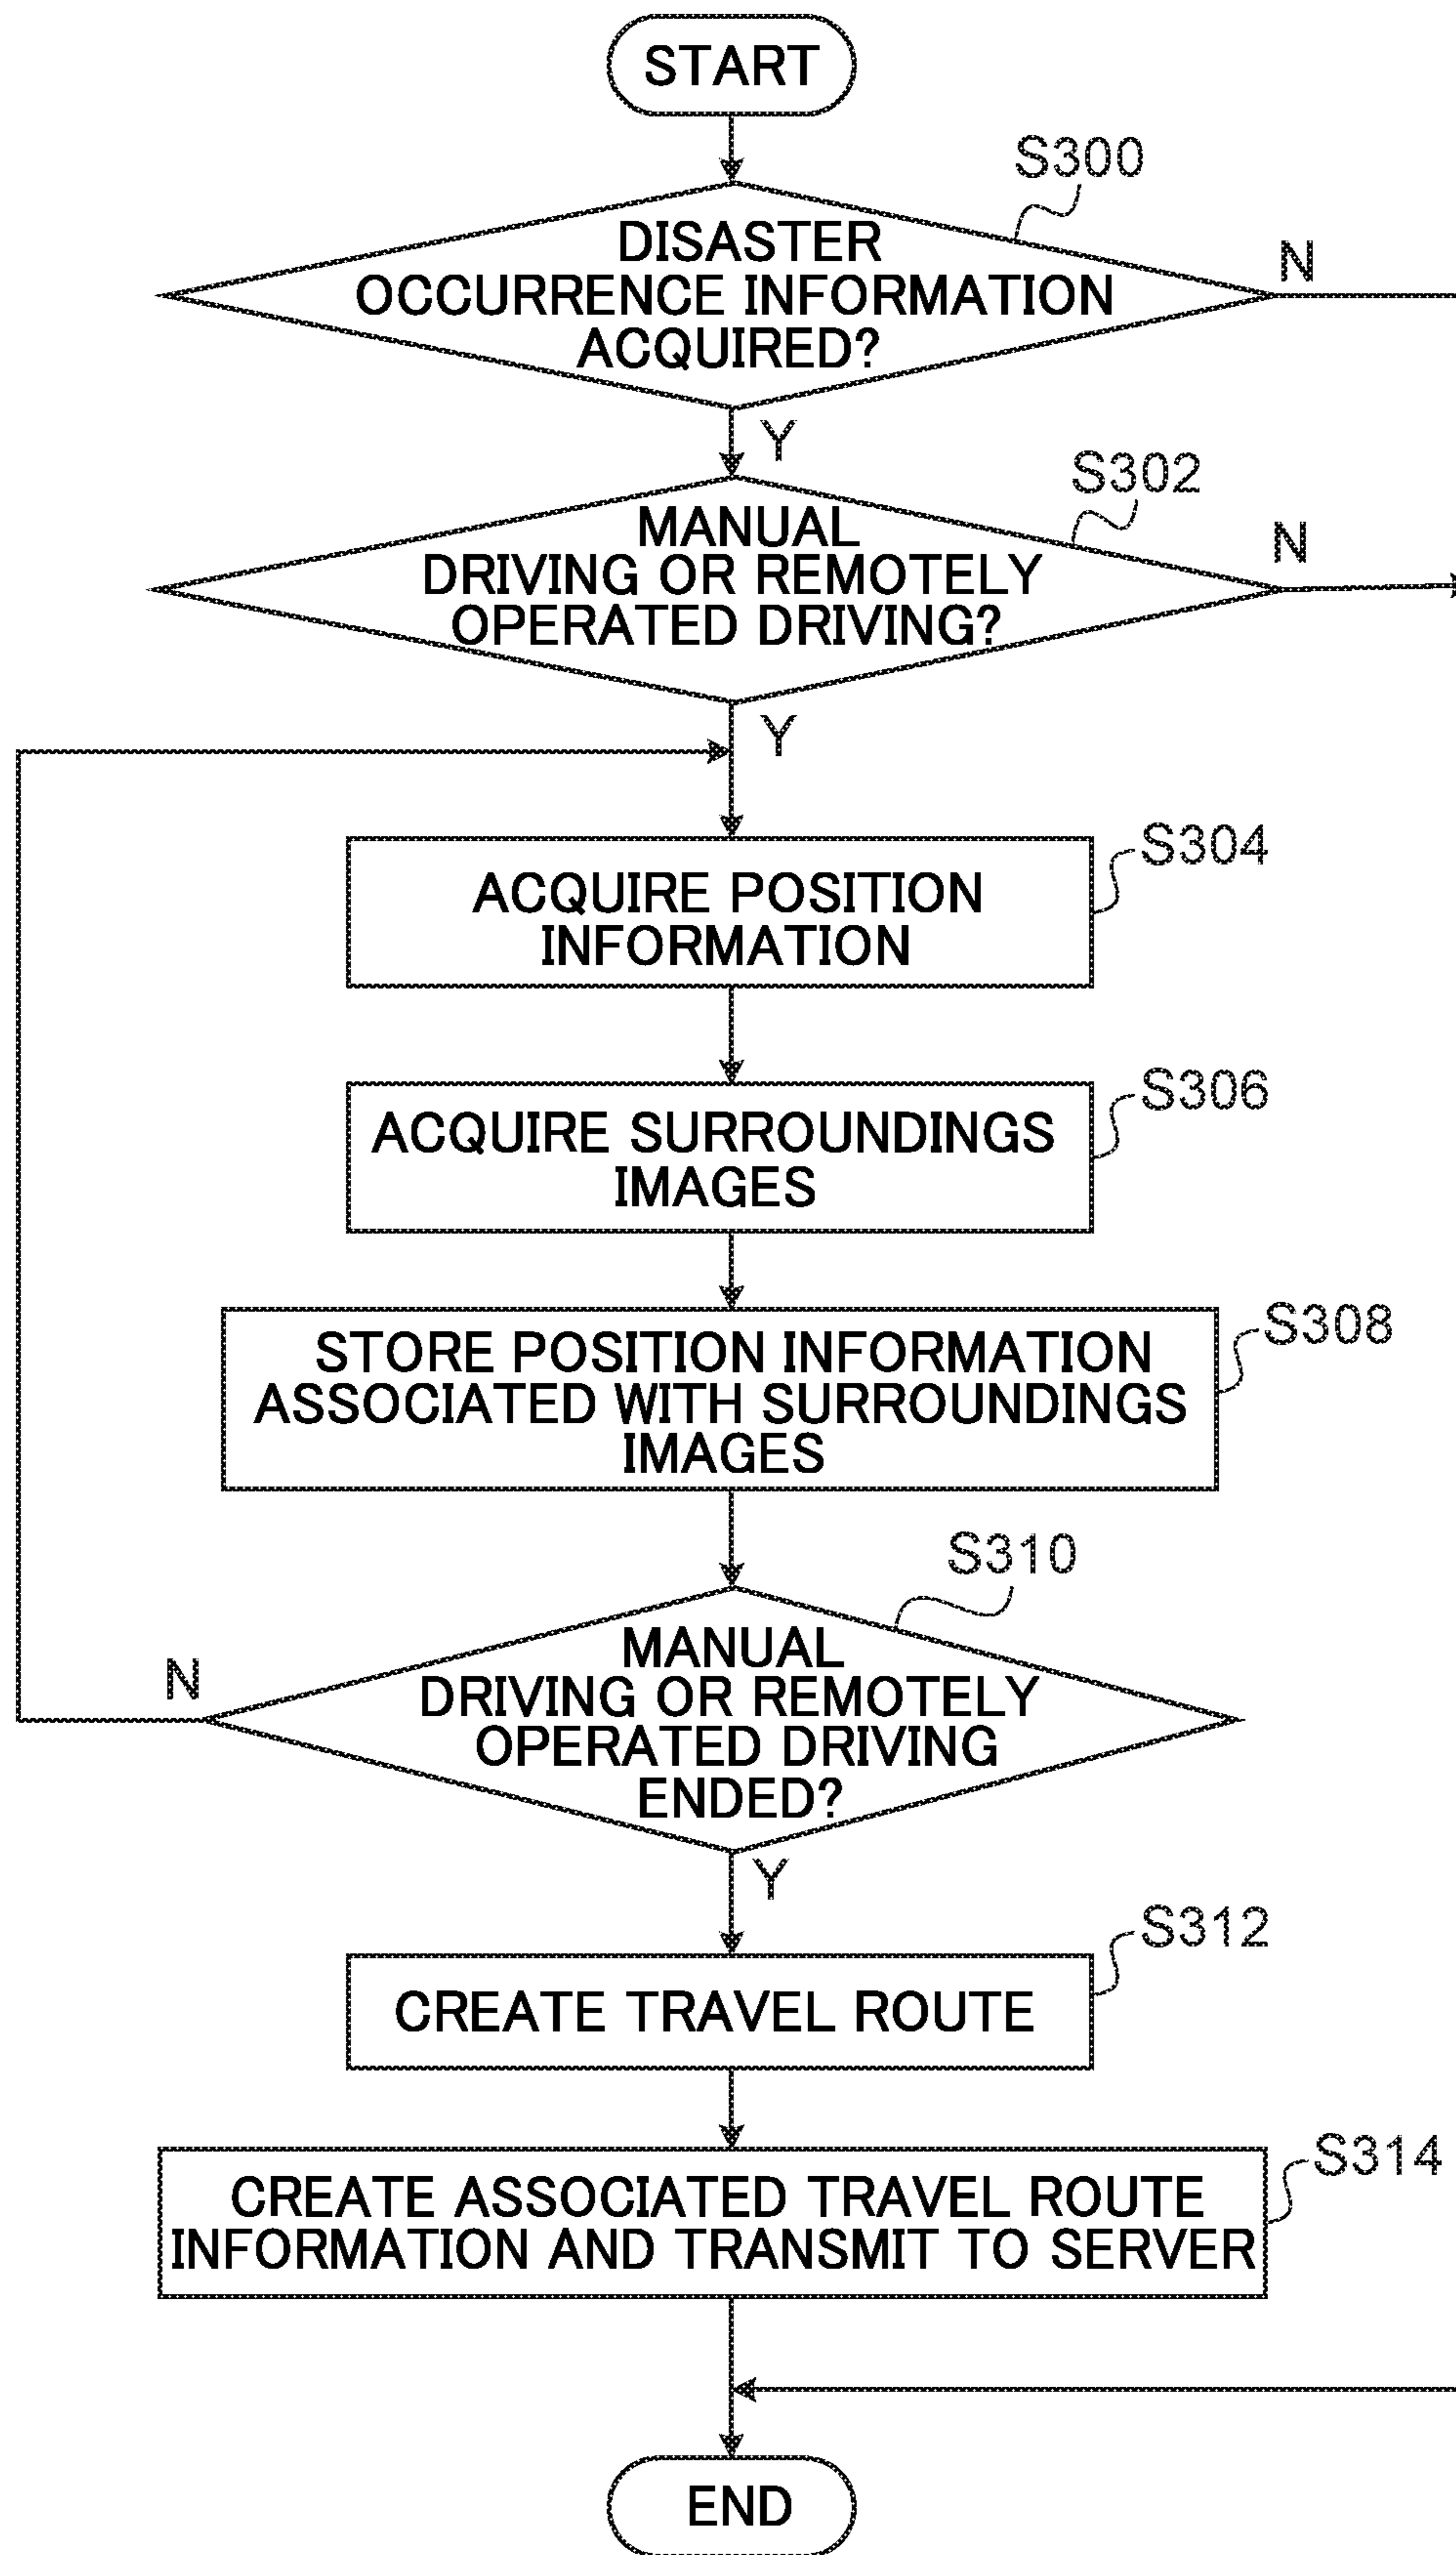 START
S300
DISASTER
OCCURRENCE INFORMATION
ACQUIRED?
N
Y
S302
MANUAL
DRIVING OR REMOTELY
OPERATED DRIVING?
N
Y
S304
ACQUIRE POSITION
INFORMATION
S306
ACQUIRE SURROUNDINGS
IMAGES
S308
STORE POSITION INFORMATION
ASSOCIATED WITH SURROUNDINGS
IMAGES
S310
MANUAL
DRIVING OR REMOTELY
OPERATED DRIVING
ENDED?
N
Y
S312
CREATE TRAVEL ROUTE
S314
CREATE ASSOCIATED TRAVEL ROUTE
INFORMATION AND TRANSMIT TO SERVER
END